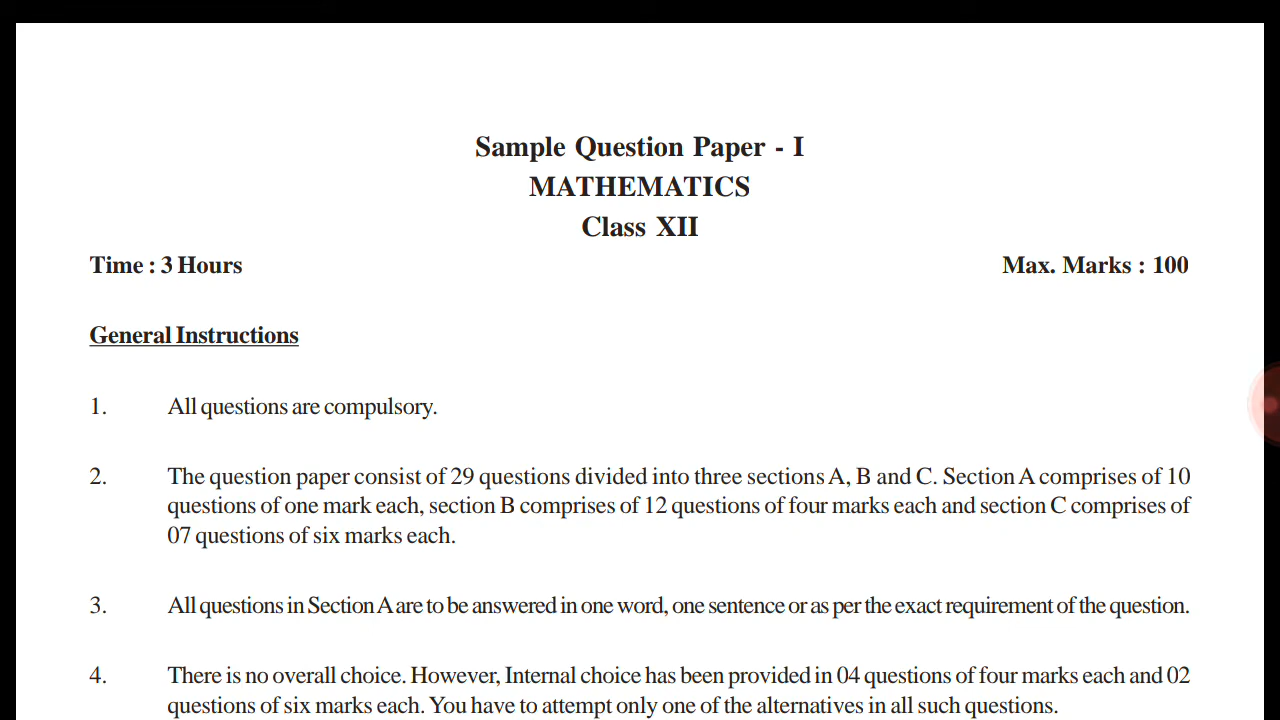 Sample Question Paper - I
MATHEMATICS
Class XII
Time : 3 Hours Max. Marks : 100
General Instructions
1. All questions are compulsory.
2. The question paper consist of 29 questions divided into three sections A, B and C. Section A comprises of 10
questions of one mark each, section B comprises of 12 questions of four marks each and section C comprises of
07 questions of six marks each.
3. All questions in Section A are to be answered in one word, one sentence or as per the exact requirement of the question.
4. There is no overall choice. However, Internal choice has been provided in 04 questions of four marks each and 02
questions of six marks each. You have to attempt only one of the alternatives in all such questions.